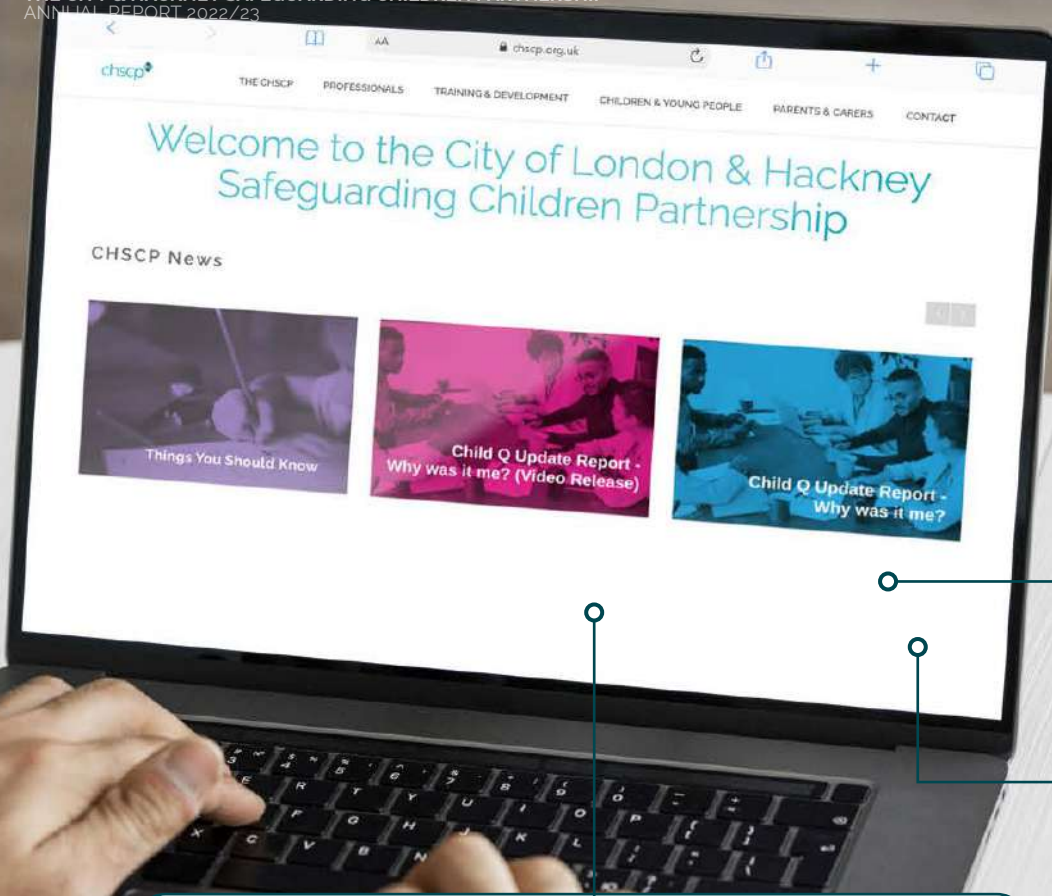 ANNUAL REPORT 2022/23
AA
chscp.org.uk
chscp
THE CHSCP
PROFESSIONALS
TRAINING & DEVELOPMENT
CHILDREN & YOUNG PEOPLE
PARENTS & CARERS
CONTACT
Welcome to the City of London & Hackney
Safeguarding Children Partnership
CHSCP News
Things You Should Know
Child Q Update Report -
Why was it me? (Video Release)
Child Q Update Report -
Why was it me?